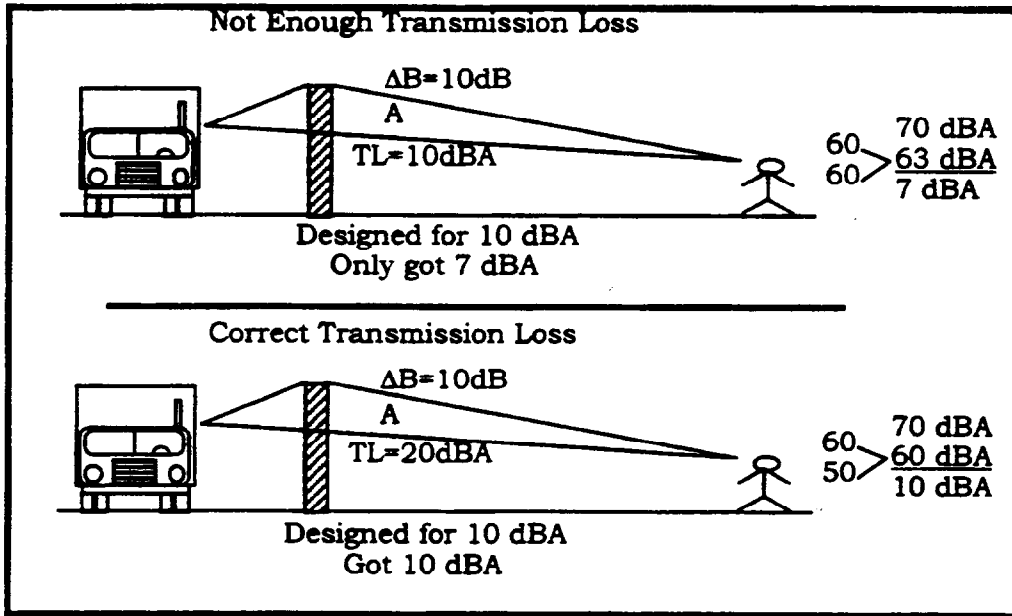 Not Enough Transmission Loss
ΔB=10dB
A
TL=10dBA
60
60
70 dBA
63 dBA
7 dBA
Designed for 10 dBA
Only got 7 dBA
Correct Transmission Loss
ΔB=10dB
A
TL=20dBA
60
50
70 dBA
60 dBA
10 dBA
Designed for 10 dBA
Got 10 dBA